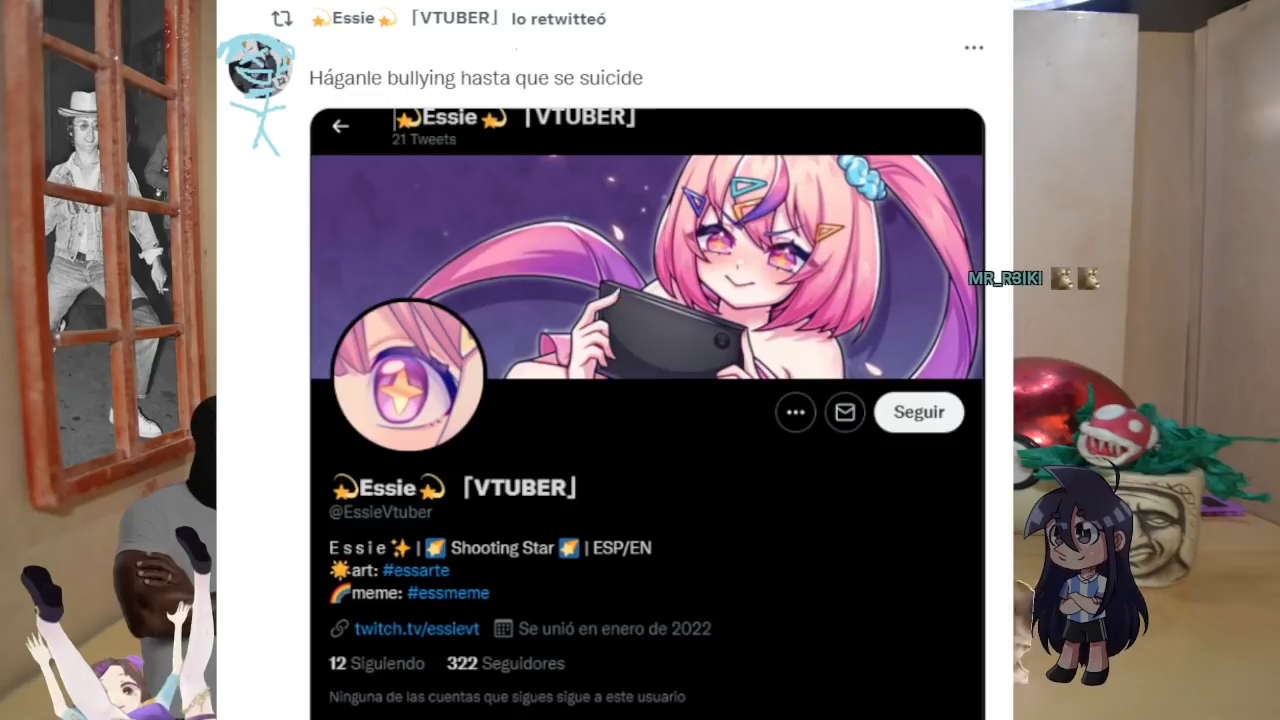 Essie 「VTUBER」 lo retwitteó
Háganle bullying hasta que se suicide
Essie 「VTUBER」
21 Tweets
MR_R3IKI
Seguir
Essie 「VTUBER」
@EssieVtuber
E s s i e ✨ | 🌠 Shooting Star 🌠 | ESP/EN
🌟art: #essarte
🌈meme: #essmeme
twitch.tv/essievt Se unió en enero de 2022
12 Siguiendo 322 Seguidores
Ninguna de las cuentas que sigues sigue a este usuario